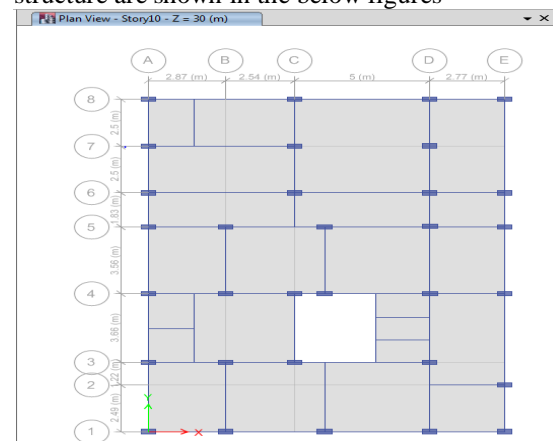 structure are shown in the below figures
Plan View - Story10 - Z = 30 (m)
A B C D E
2.87 (m) 2.54 (m) 5 (m) 2.77 (m)
8
2.5 (m)
7
2.5 (m)
6
1.83 (m)
5
3.56 (m)
4
3.66 (m)
3
1.22 (m)
2
2.49 (m)
Y
1
X